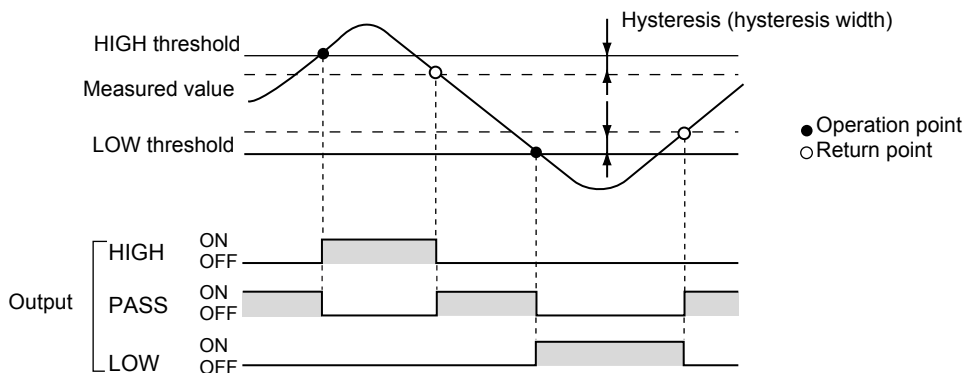 Hysteresis (hysteresis width)
HIGH threshold
Measured value
LOW threshold
Operation point
Return point
Output
HIGH
ON
OFF
PASS
ON
OFF
LOW
ON
OFF